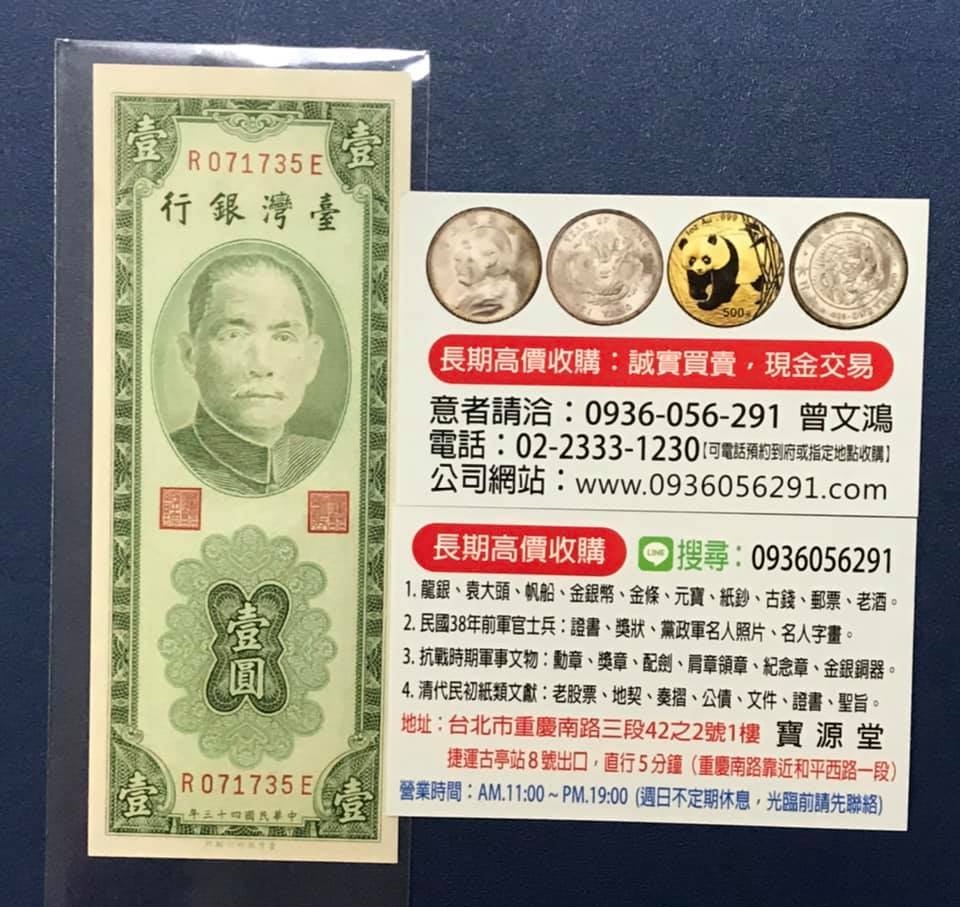 壹 壹
R071735E
行銀灣臺
壹圓
R071735E
壹 壹
年三十四國民華中
1oz Au .999
500元
長期高價收購：誠實買賣，現金交易
意者請洽：0936-056-291 曾文鴻
電話：02-2333-1230【可電話預約到府或指定地點收購】
公司網站：www.0936056291.com
長期高價收購 LINE 搜尋：0936056291
1. 龍銀、袁大頭、帆船、金銀幣、金條、元寶、紙鈔、古錢、郵票、老酒。
2. 民國38年前軍官士兵：證書、獎狀、黨政軍名人照片、名人字畫。
3. 抗戰時期軍事文物：勳章、獎章、配劍、肩章領章、紀念章、金銀銅器。
4. 清代民初紙類文獻：老股票、地契、奏摺、公債、文件、證書、聖旨。
地址：台北市重慶南路三段42之2號1樓 寶源堂
捷運古亭站8號出口，直行5分鐘（重慶南路靠近和平西路一段）
營業時間：AM.11:00～PM.19:00 (週日不定期休息，光臨前請先聯絡)